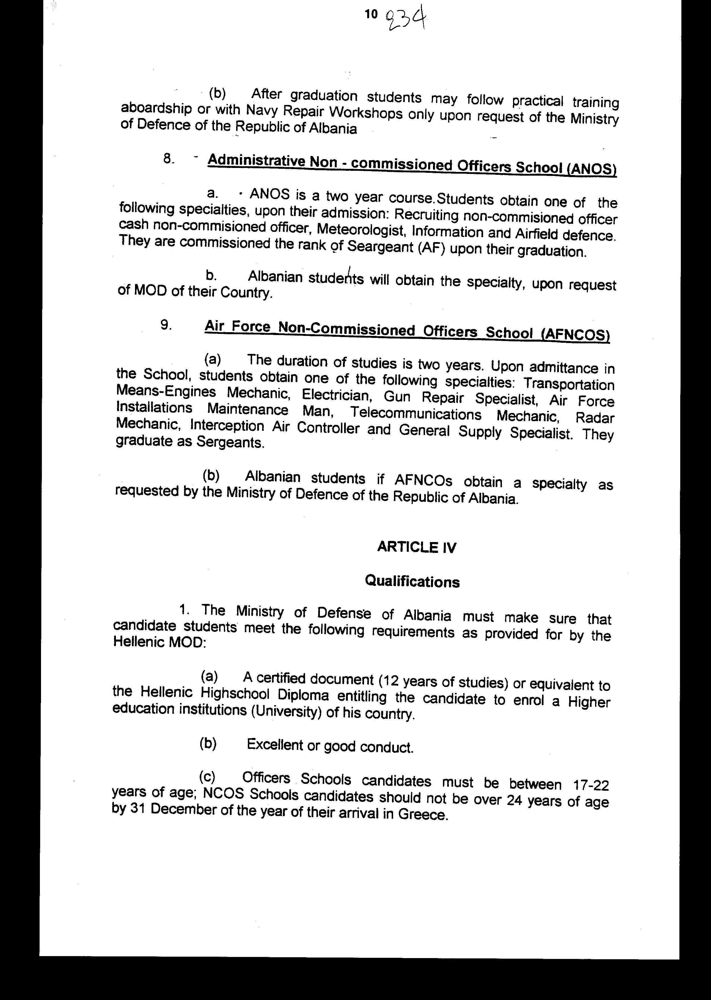 10 234
(b) After graduation students may follow practical training
aboardship or with Navy Repair Workshops only upon request of the Ministry
of Defence of the Republic of Albania
8. - Administrative Non - commissioned Officers School (ANOS)
a. ANOS is a two year course.Students obtain one of the
following specialties, upon their admission: Recruiting non-commisioned officer
cash non-commisioned officer, Meteorologist, Information and Airfield defence.
They are commissioned the rank of Seargeant (AF) upon their graduation.
b. Albanian students will obtain the specialty, upon request
of MOD of their Country.
9. Air Force Non-Commissioned Officers School (AFNCOS)
(a) The duration of studies is two years. Upon admittance in
the School, students obtain one of the following specialties: Transportation
Means-Engines Mechanic, Electrician, Gun Repair Specialist, Air Force
Installations Maintenance Man, Telecommunications Mechanic, Radar
Mechanic, Interception Air Controller and General Supply Specialist. They
graduate as Sergeants.
(b) Albanian students if AFNCOs obtain a specialty as
requested by the Ministry of Defence of the Republic of Albania.
ARTICLE IV
Qualifications
1. The Ministry of Defense of Albania must make sure that
candidate students meet the following requirements as provided for by the
Hellenic MOD:
(a) A certified document (12 years of studies) or equivalent to
the Hellenic Highschool Diploma entitling the candidate to enrol a Higher
education institutions (University) of his country.
(b) Excellent or good conduct.
(c) Officers Schools candidates must be between 17-22
years of age; NCOS Schools candidates should not be over 24 years of age
by 31 December of the year of their arrival in Greece.